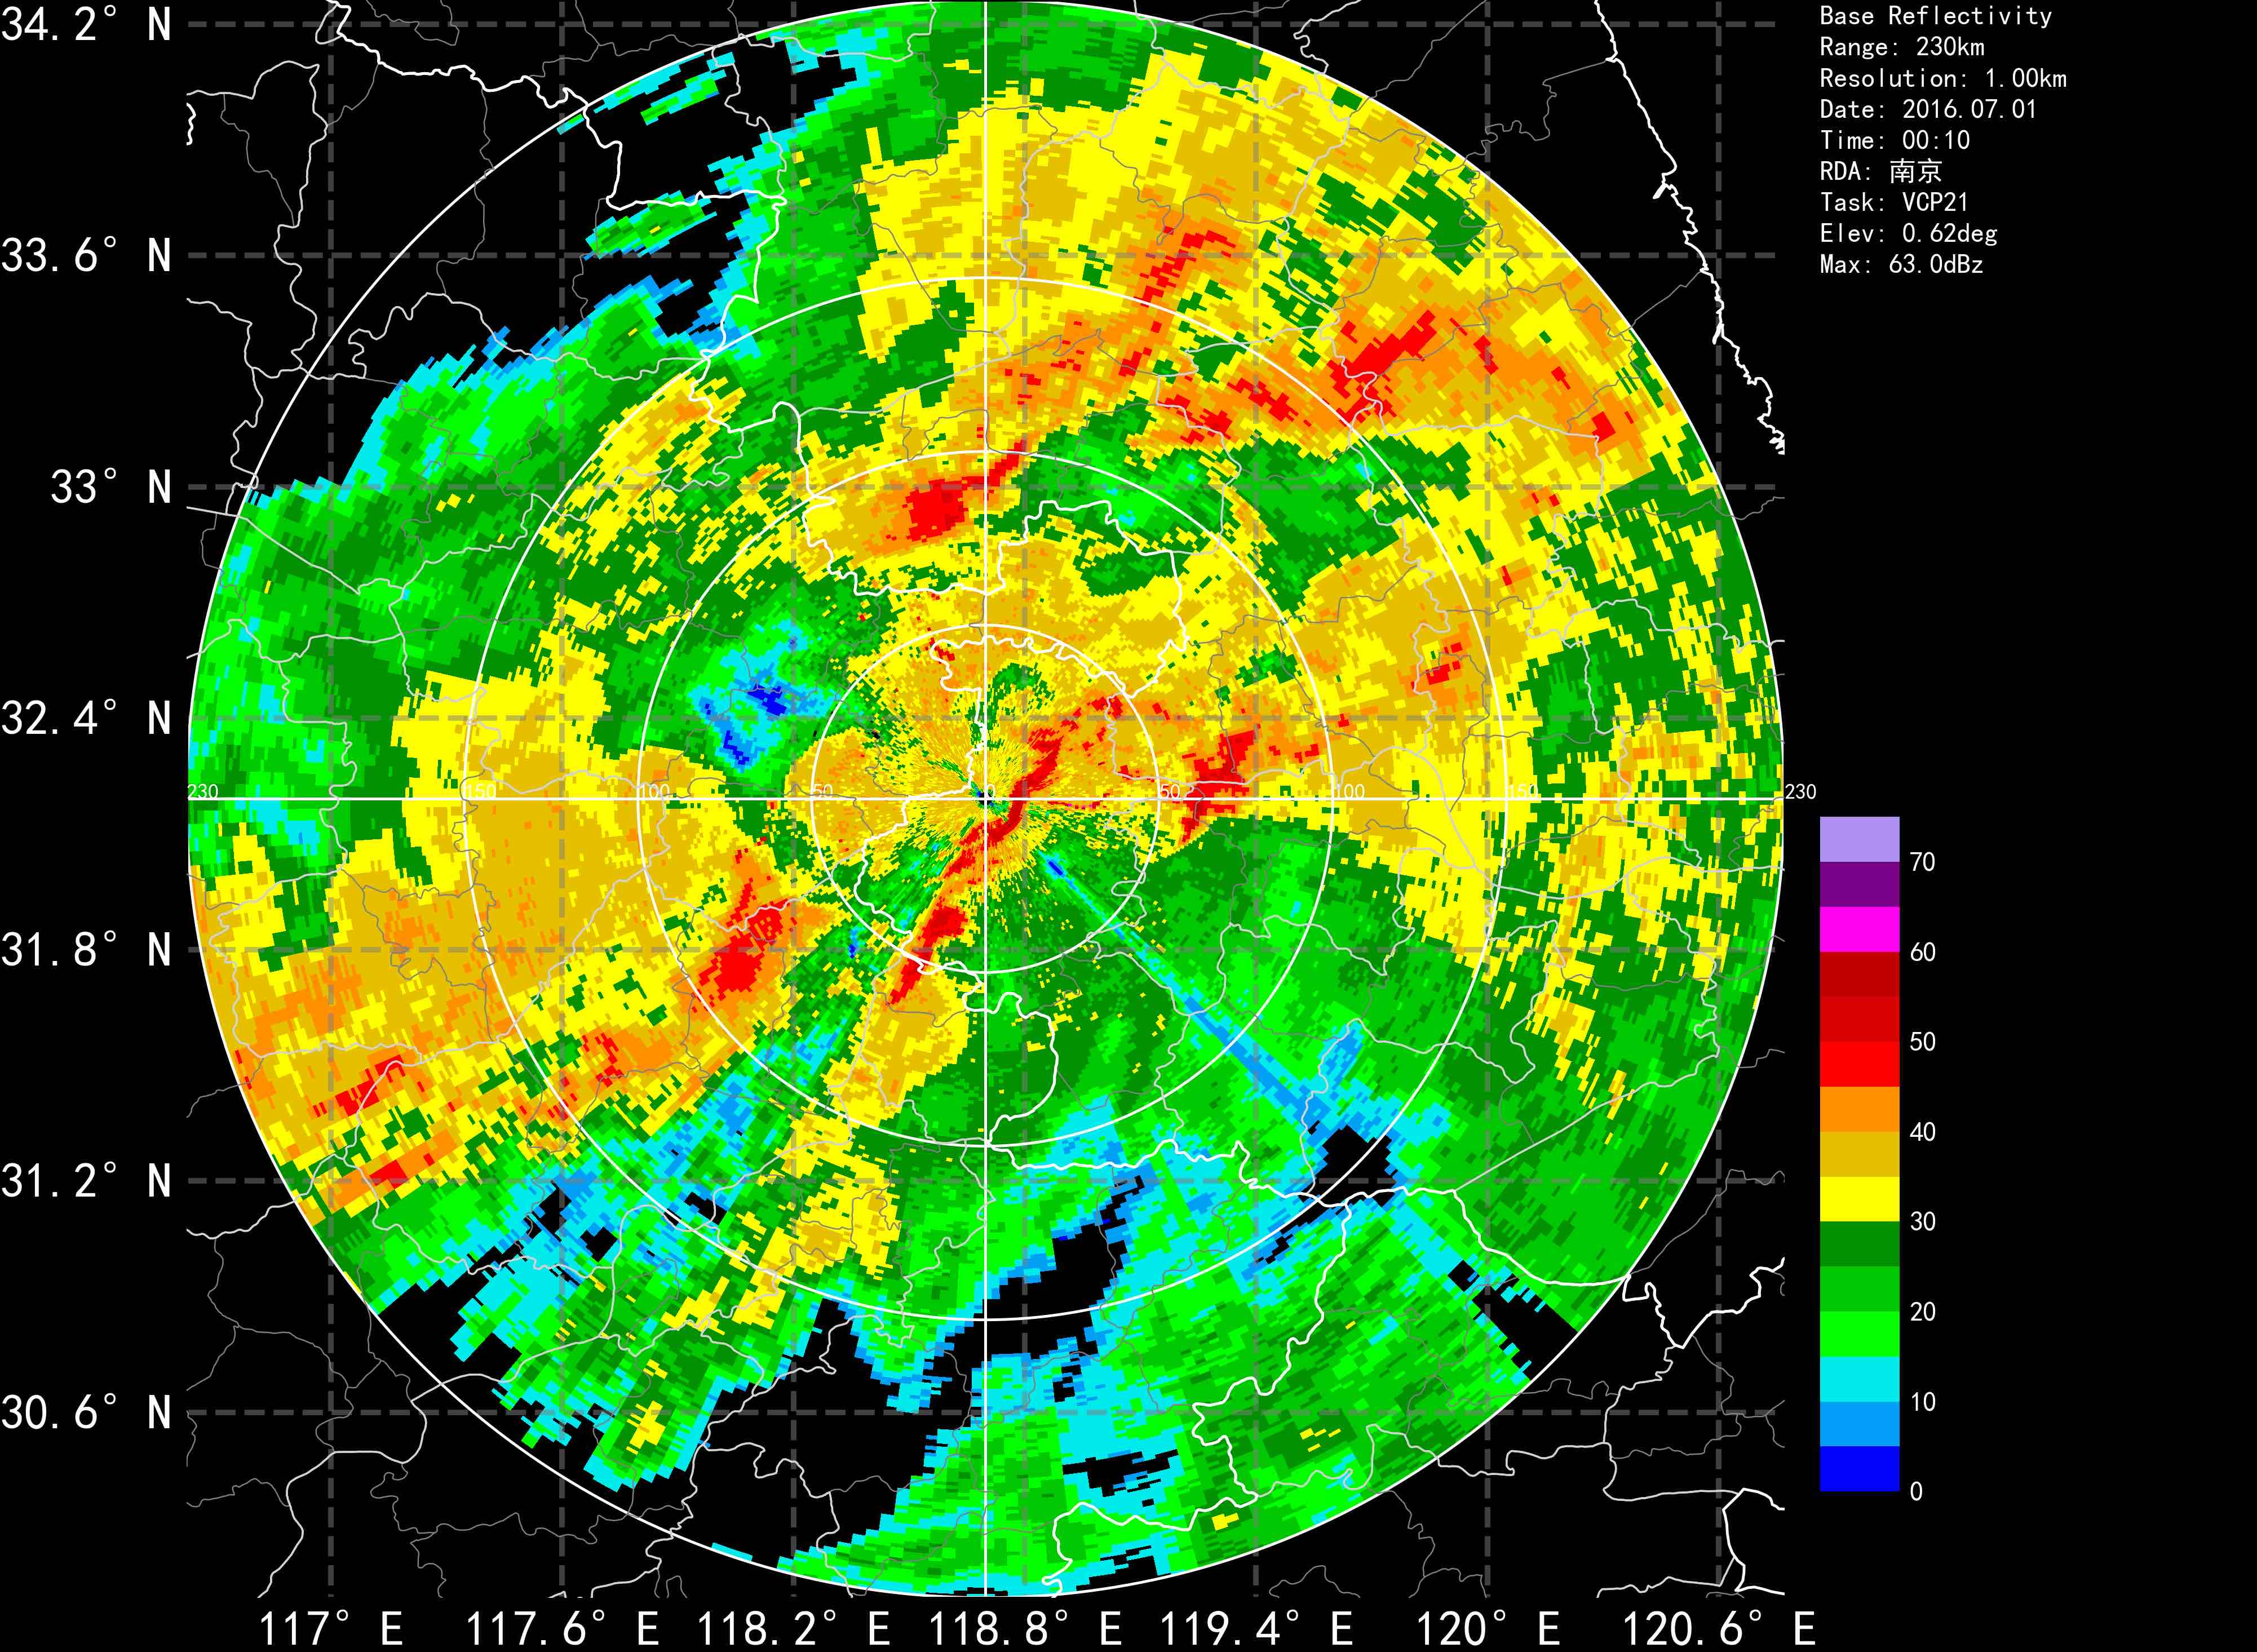 Base Reflectivity
Range: 230km
Resolution: 1.00km
Date: 2016.07.01
Time: 00:10
RDA: 南京
Task: VCP21
Elev: 0.62deg
Max: 63.0dBz
34.2° N
33.6° N
33° N
32.4° N
31.8° N
31.2° N
30.6° N
230 150 100 50 0 50 100 150 230
70
60
50
40
30
20
10
0
117° E 117.6° E 118.2° E 118.8° E 119.4° E 120° E 120.6° E